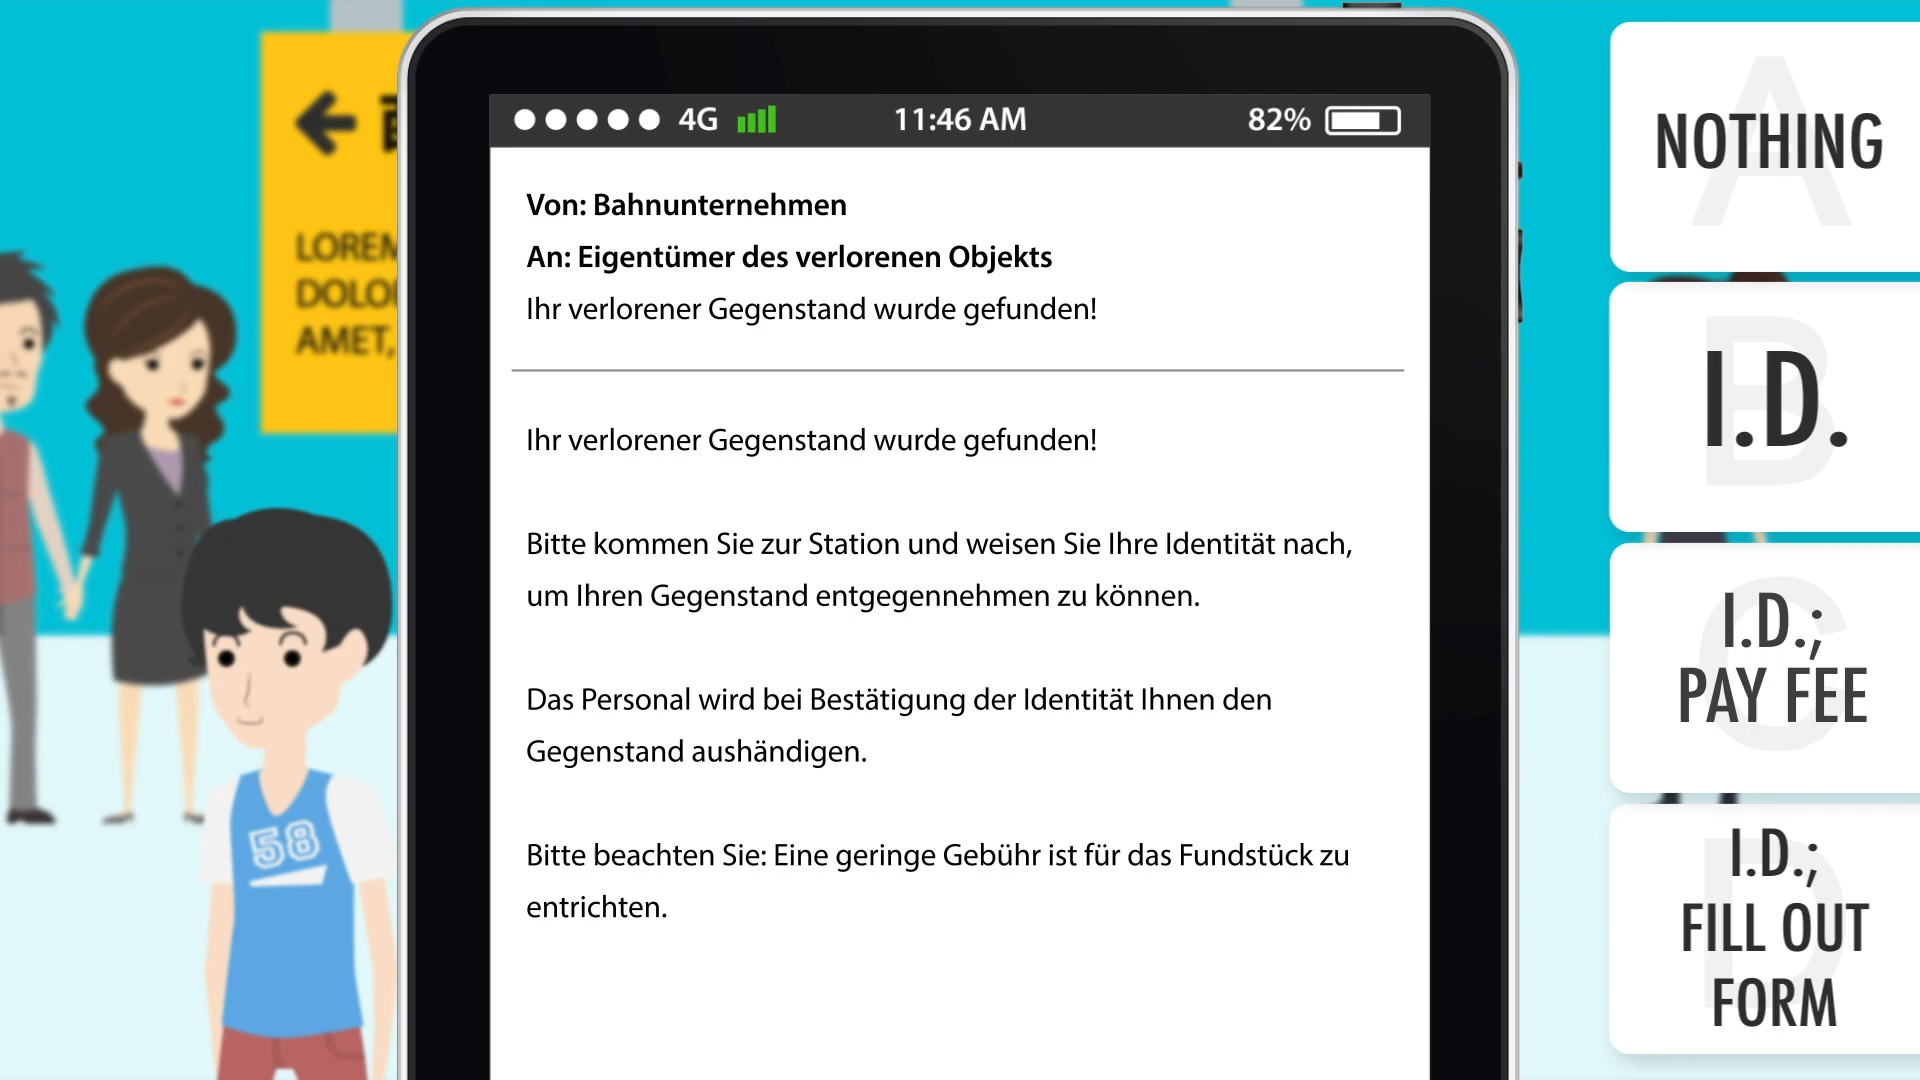 LOREM
DOLO
AMET,
58
4G 11:46 AM 82%
Von: Bahnunternehmen
An: Eigentümer des verlorenen Objekts
Ihr verlorener Gegenstand wurde gefunden!
Ihr verlorener Gegenstand wurde gefunden!
Bitte kommen Sie zur Station und weisen Sie Ihre Identität nach,
um Ihren Gegenstand entgegennehmen zu können.
Das Personal wird bei Bestätigung der Identität Ihnen den
Gegenstand aushändigen.
Bitte beachten Sie: Eine geringe Gebühr ist für das Fundstück zu
entrichten.
A
NOTHING
B
I.D.
C
I.D.;
PAY FEE
D
I.D.;
FILL OUT
FORM